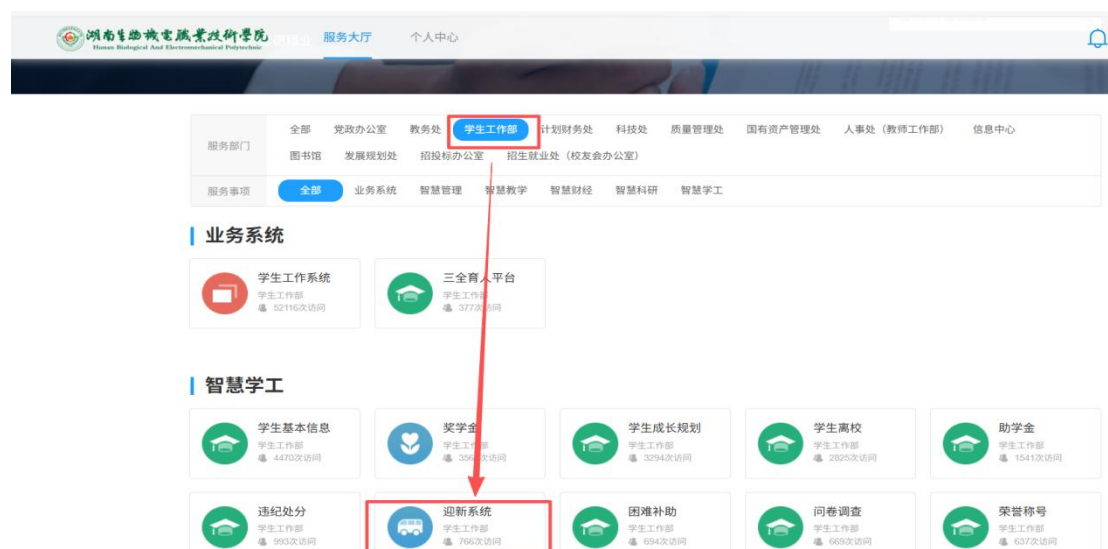 湖南生物機電職業技術學院
Hunan Biological And Electromechanical Polytechnic
服务大厅 个人中心
服务部门 全部 党政办公室 教务处 学生工作部 计划财务处 科技处 质量管理处 国有资产管理处 人事处（教师工作部） 信息中心
图书馆 发展规划处 招投标办公室 招生就业处（校友会办公室）
服务事项 全部 业务系统 智慧管理 智慧教学 智慧财经 智慧科研 智慧学工
业务系统
学生工作系统 三全育人平台
学生工作部 学生工作部
52116次访问 377次访问
智慧学工
学生基本信息 奖学金 学生成长规划 学生离校 助学金
学生工作部 学生工作部 学生工作部 学生工作部 学生工作部
4470次访问 次访问 3294次访问 2825次访问 1541次访问
违纪处分 迎新系统 困难补助 问卷调查 荣誉称号
学生工作部 学生工作部 学生工作部 学生工作部 学生工作部
993次访问 766次访问 694次访问 669次访问 637次访问